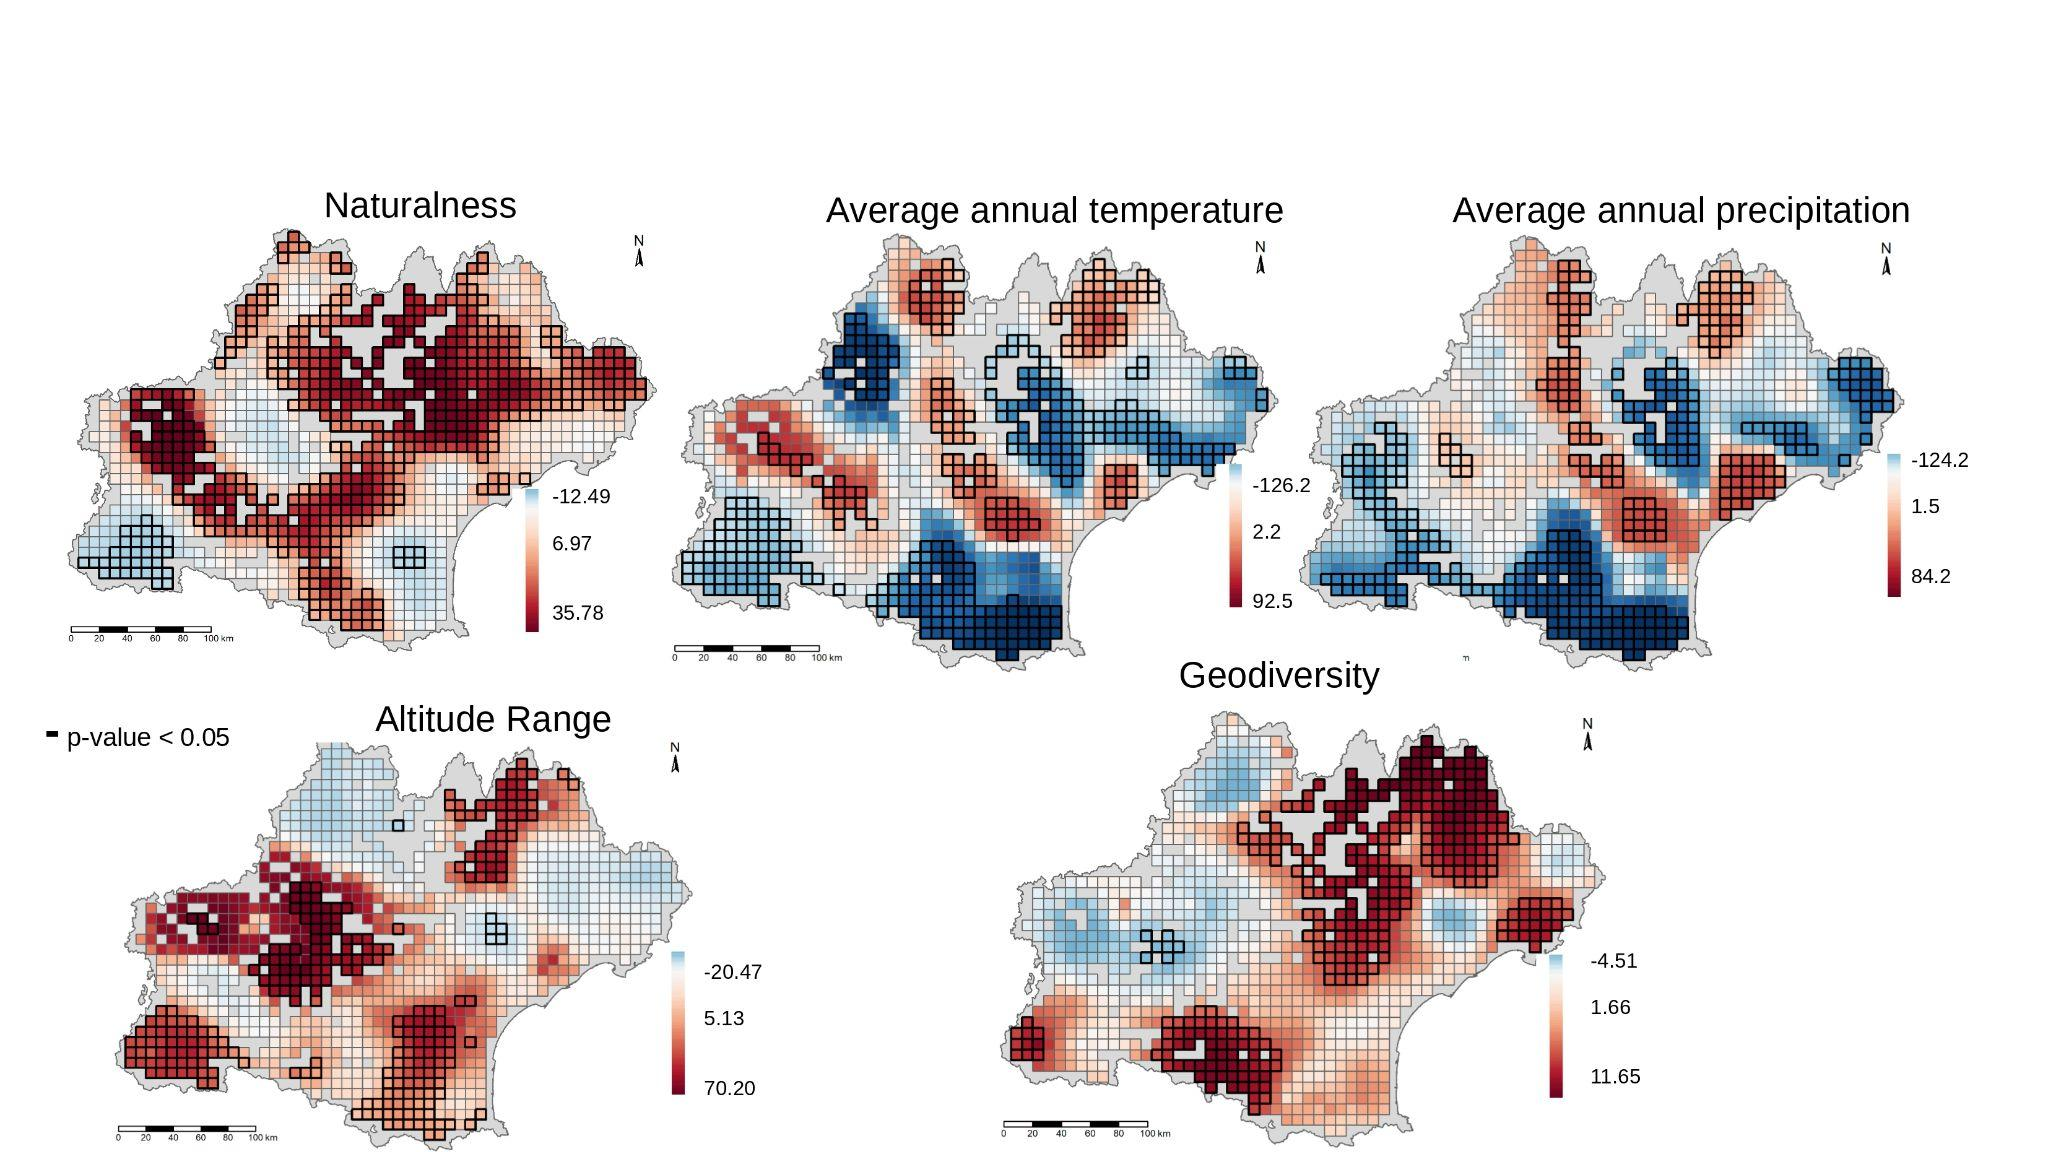 Naturalness
N
-12.49
6.97
35.78
0 20 40 60 80 100 km
Average annual temperature
N
-126.2
2.2
92.5
0 20 40 60 80 100 km
Average annual precipitation
N
-124.2
1.5
84.2
m
p-value < 0.05
Altitude Range
N
-20.47
5.13
70.20
0 20 40 60 80 100 km
Geodiversity
N
-4.51
1.66
11.65
0 20 40 60 80 100 km